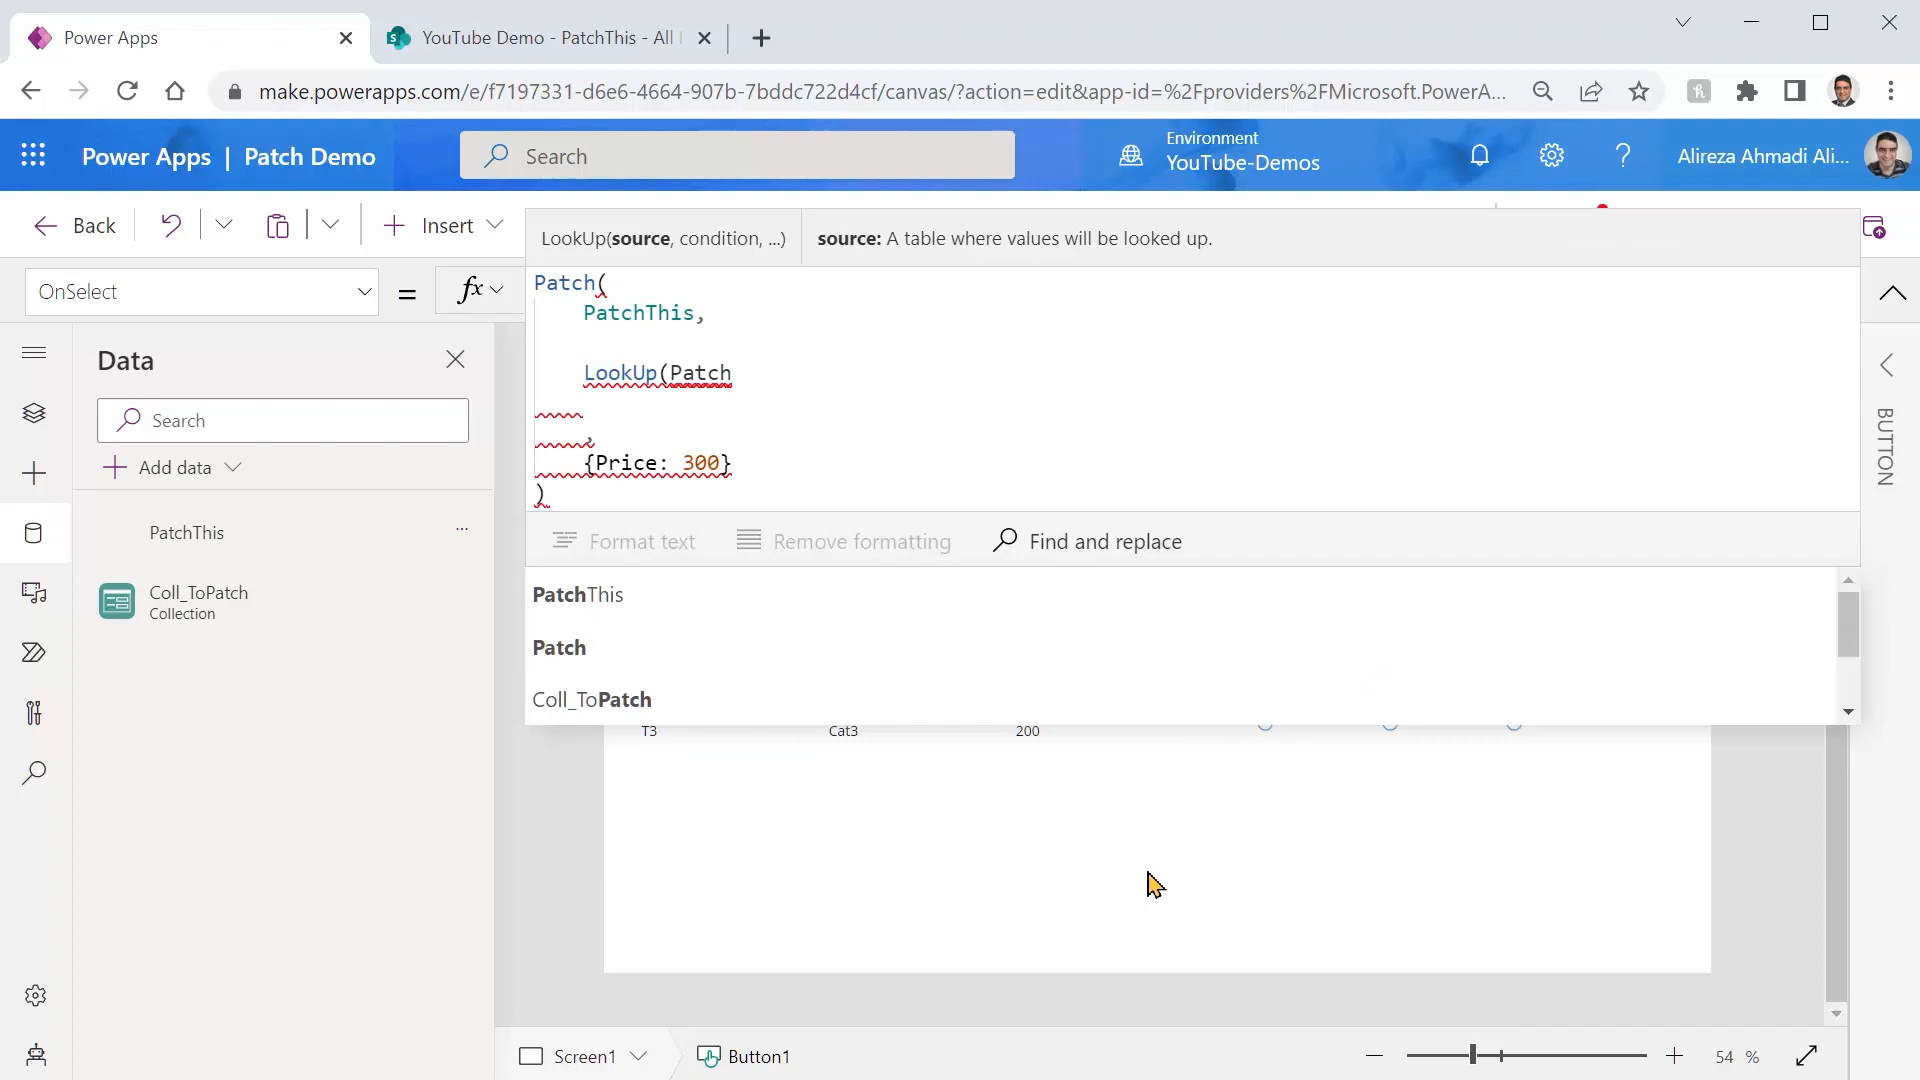 Power Apps
YouTube Demo - PatchThis - All
make.powerapps.com/e/f7197331-d6e6-4664-907b-7bddc722d4cf/canvas/?action=edit&app-id=%2Fproviders%2FMicrosoft.PowerA...
Power Apps | Patch Demo
Search
Environment
YouTube-Demos
Alireza Ahmadi Ali...
Back
Insert
LookUp(source, condition, ...)
source: A table where values will be looked up.
OnSelect
=
fx
Patch(
PatchThis,
LookUp(Patch
,
{Price: 300}
)
Data
Search
Add data
PatchThis
...
Coll_ToPatch
Collection
Format text
Remove formatting
Find and replace
PatchThis
Patch
Coll_ToPatch
T3
Cat3
200
BUTTON
Screen1
Button1
54 %